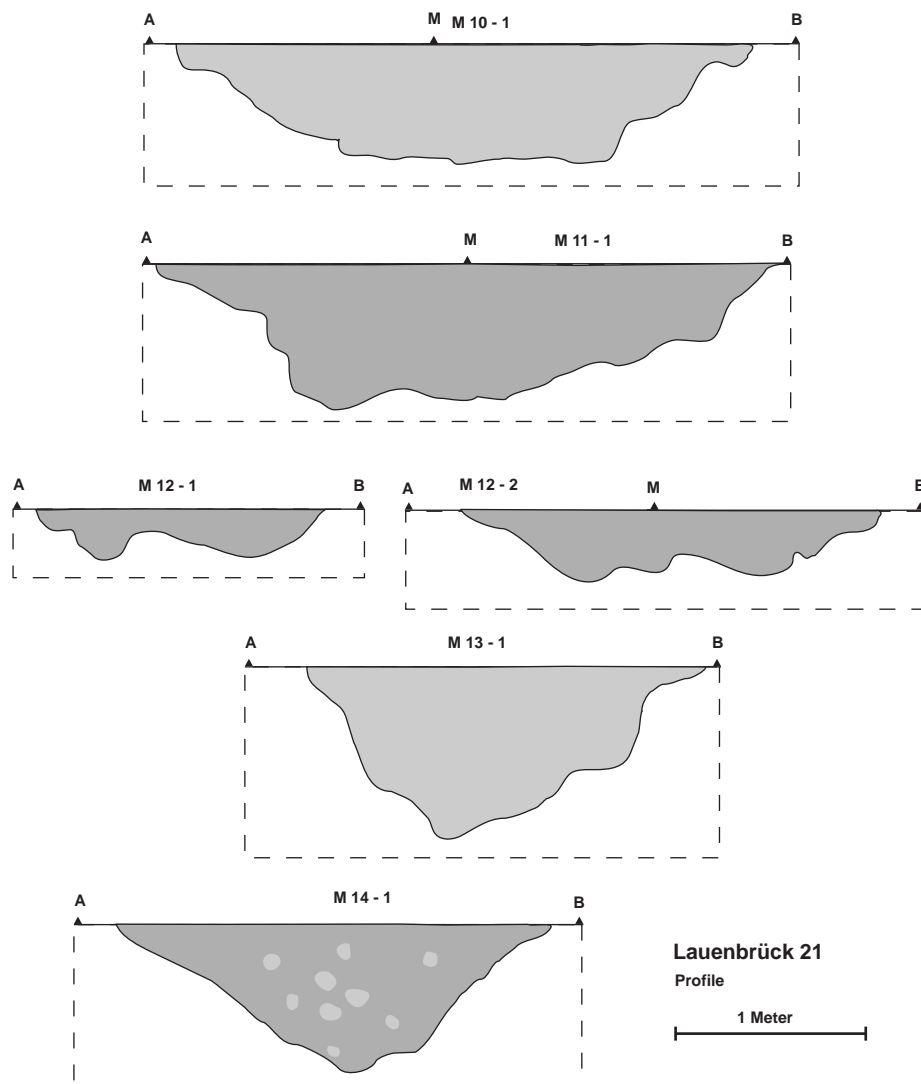 A M M 10 - 1 B
A M M 11 - 1 B
A M 12 - 1 B
A M 12 - 2 M
A M 13 - 1 B
A M 14 - 1 B
Lauenbrück 21
Profile
1 Meter